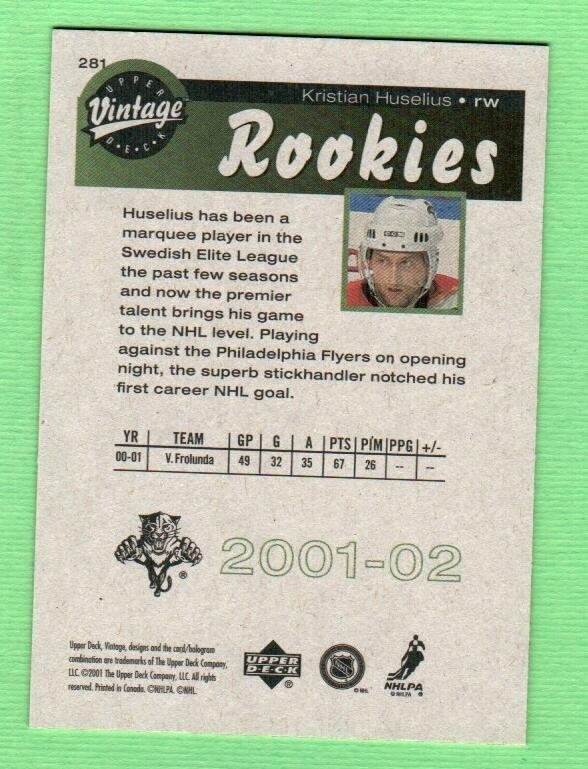 281
UPPER
Vintage
DECK
Kristian Huselius • rw
Rookies
Huselius has been a
marquee player in the
Swedish Elite League
the past few seasons
and now the premier
talent brings his game
to the NHL level. Playing
against the Philadelphia Flyers on opening
night, the superb stickhandler notched his
first career NHL goal.
YR TEAM GP G A PTS PIM PPG +/-
00-01 V. Frolunda 49 32 35 67 26 -- --
®
2001-02
Upper Deck, Vintage, designs and the card/hologram
combination are trademarks of The Upper Deck Company,
LLC. ©2001 The Upper Deck Company, LLC. All rights
reserved. Printed in Canada. ©NHLPA. ©NHL.
UPPER
DECK
®
NHL
© NHL
NHLPA
© NHLPA
CCM